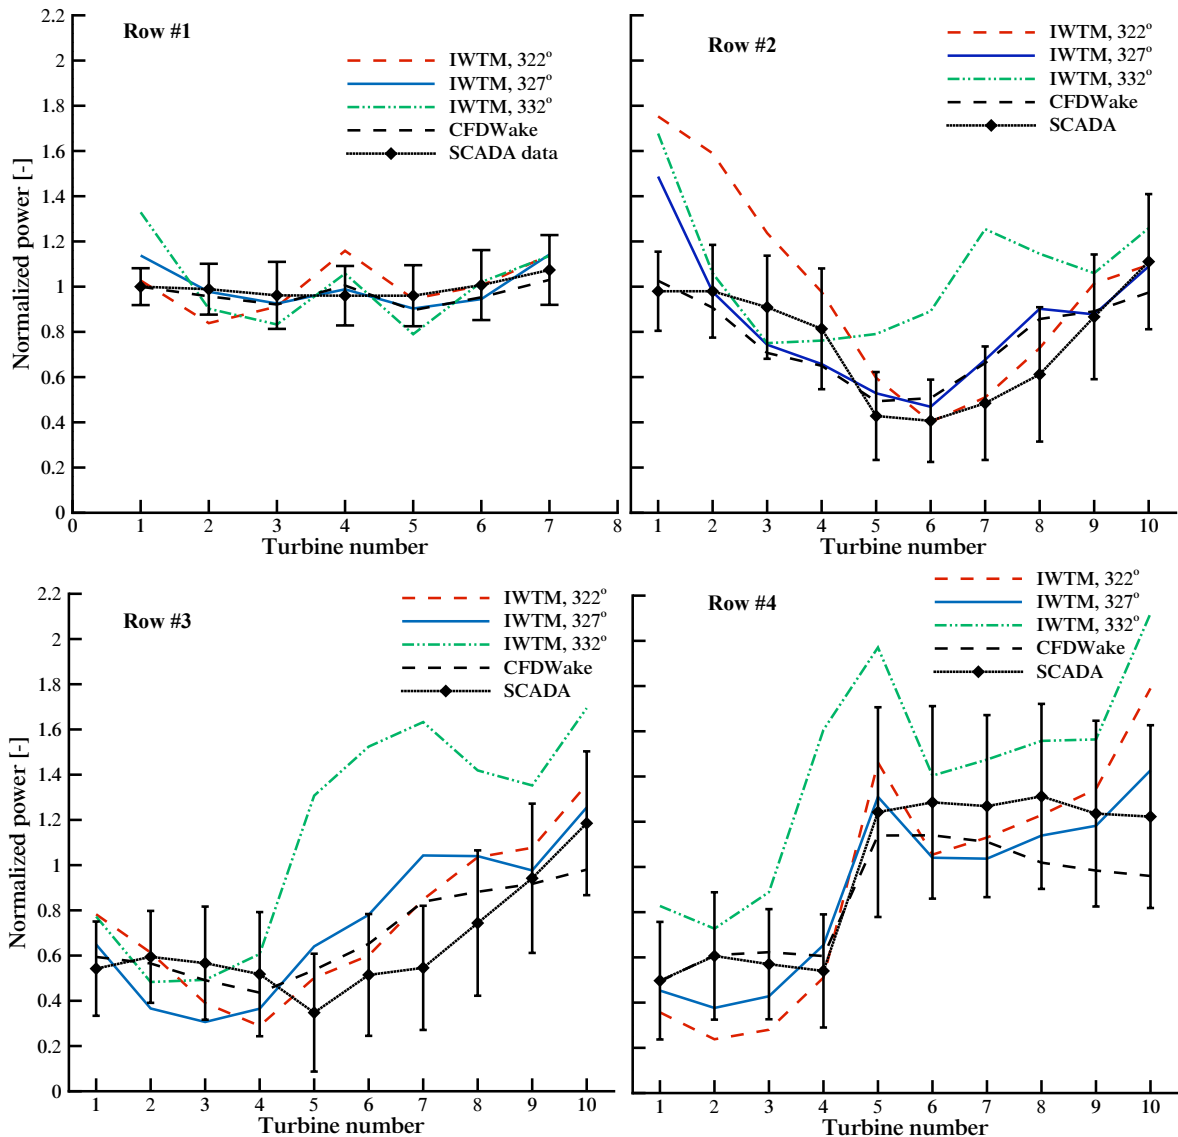 Row #1
IWTM, 322°
IWTM, 327°
IWTM, 332°
CFDWake
SCADA data
Normalized power [-]
2.2
2
1.8
1.6
1.4
1.2
1
0.8
0.6
0.4
0.2
0
0 1 2 3 4 5 6 7 8
Turbine number
Row #2
IWTM, 322°
IWTM, 327°
IWTM, 332°
CFDWake
SCADA
1 2 3 4 5 6 7 8 9 10
Turbine number
Row #3
IWTM, 322°
IWTM, 327°
IWTM, 332°
CFDWake
SCADA
Normalized power [-]
2.2
2
1.8
1.6
1.4
1.2
1
0.8
0.6
0.4
0.2
0
1 2 3 4 5 6 7 8 9 10
Turbine number
Row #4
IWTM, 322°
IWTM, 327°
IWTM, 332°
CFDWake
SCADA
1 2 3 4 5 6 7 8 9 10
Turbine number